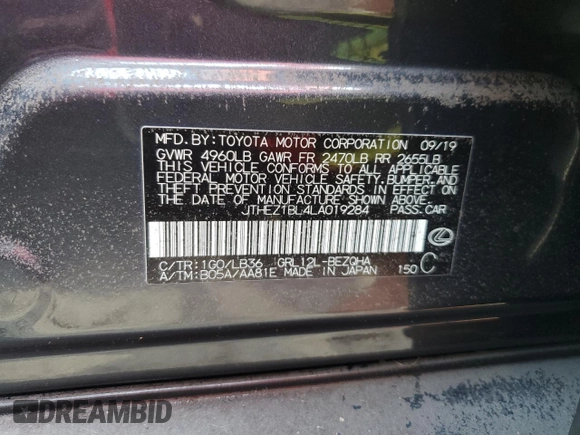 MFD. BY: TOYOTA MOTOR CORPORATION 09/19
GVWR 4960LB GAWR FR 2470LB RR 2655LB
THIS VEHICLE CONFORMS TO ALL APPLICABLE
FEDERAL MOTOR VEHICLE SAFETY, BUMPER, AND
THEFT PREVENTION STANDARDS IN EFFECT ON
THE DATE OF MANUFACTURE SHOWN ABOVE.
JTHEZ1BL4LA019284 PASS. CAR
C/TR: 1G0/LB36 GRL12L-BEZQHA
A/TM: B05A/AA81E MADE IN JAPAN 150 C
DREAMBID